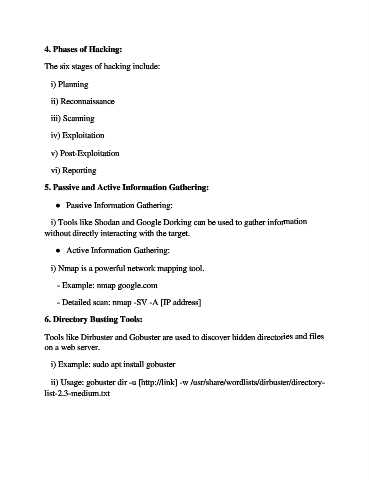 4. Phases of Hacking:
The six stages of hacking include:
i) Planning
ii) Reconnaissance
iii) Scanning
iv) Exploitation
v) Post-Exploitation
vi) Reporting
5. Passive and Active Information Gathering:
● Passive Information Gathering:
i) Tools like Shodan and Google Dorking can be used to gather information
without directly interacting with the target.
● Active Information Gathering:
i) Nmap is a powerful network mapping tool.
- Example: nmap google.com
- Detailed scan: nmap -SV -A [IP address]
6. Directory Busting Tools:
Tools like Dirbuster and Gobuster are used to discover hidden directories and files
on a web server.
i) Example: sudo apt install gobuster
ii) Usage: gobuster dir -u [http://link] -w /usr/share/wordlists/dirbuster/directory-
list-2.3-medium.txt